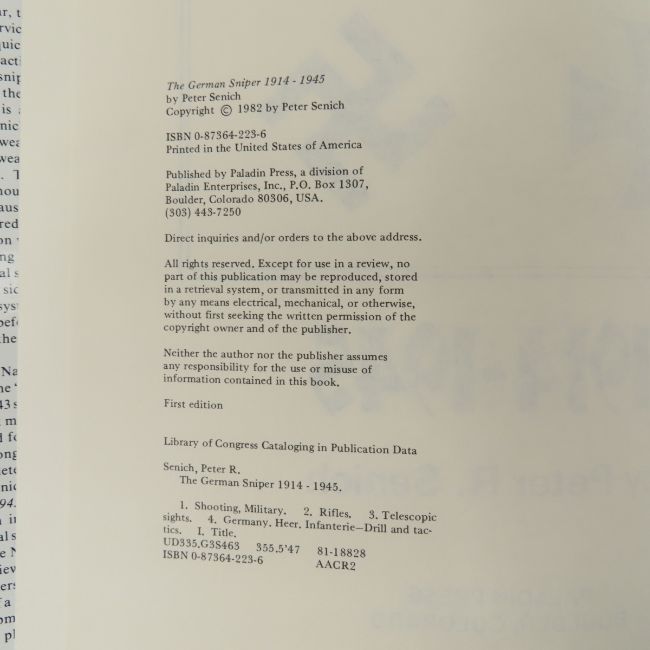 The German Sniper 1914 - 1945
by Peter Senich
Copyright © 1982 by Peter Senich
ISBN 0-87364-223-6
Printed in the United States of America
Published by Paladin Press, a division of
Paladin Enterprises, Inc., P.O. Box 1307,
Boulder, Colorado 80306, USA.
(303) 443-7250
Direct inquiries and/or orders to the above address.
All rights reserved. Except for use in a review, no
part of this publication may be reproduced, stored
in a retrieval system, or transmitted in any form
by any means electrical, mechanical, or otherwise,
without first seeking the written permission of the
copyright owner and of the publisher.
Neither the author nor the publisher assumes
any responsibility for the use or misuse of
information contained in this book.
First edition
Library of Congress Cataloging in Publication Data
Senich, Peter R.
The German Sniper 1914 - 1945.
1. Shooting, Military. 2. Rifles. 3. Telescopic
sights. 4. Germany. Heer. Infanterie—Drill and tac-
tics. I. Title.
UD335.G3S463 355.5'47 81-18828
ISBN 0-87364-223-6 AACR2